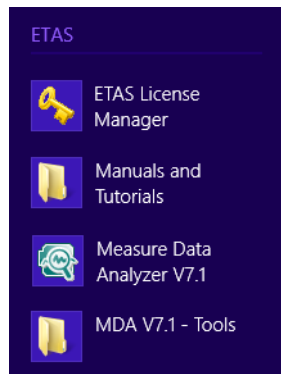 ETAS
ETAS License
Manager
Manuals and
Tutorials
Measure Data
Analyzer V7.1
MDA V7.1 - Tools